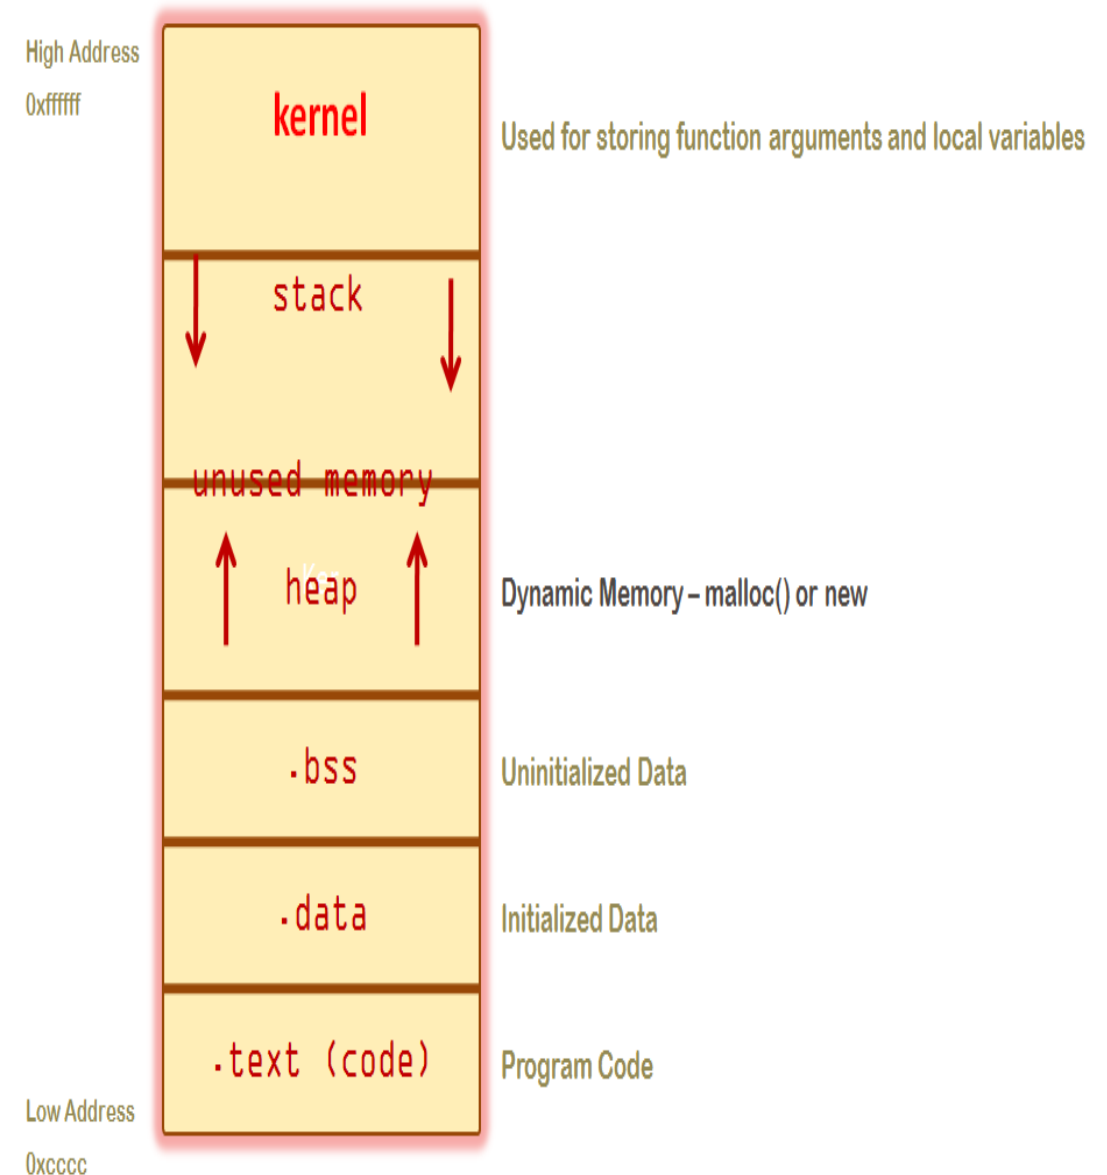 High Address
0xffffff
kernel
Used for storing function arguments and local variables
stack
unused memory
heap
Dynamic Memory – malloc() or new
.bss
Uninitialized Data
.data
Initialized Data
.text (code)
Program Code
Low Address
0xcccc